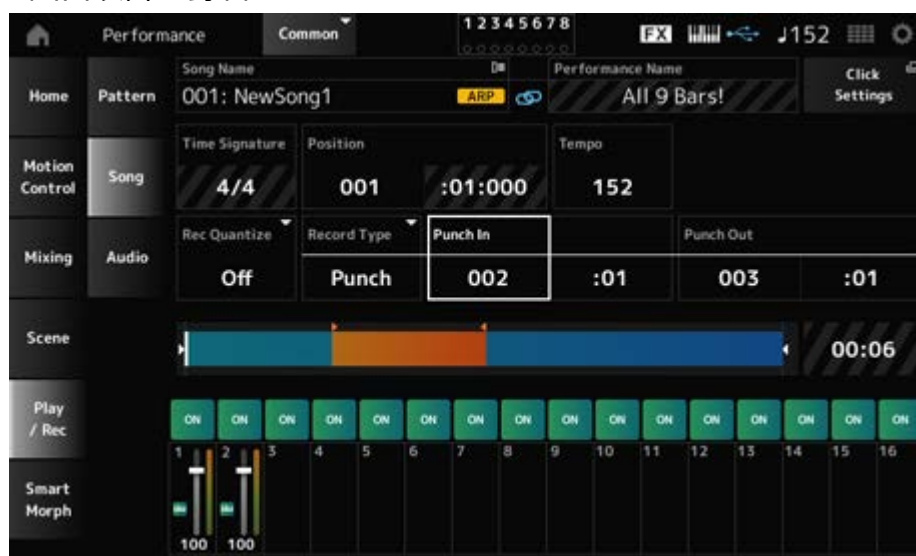 Performance
Common
12345678
FX
♩152
Home
Pattern
Song Name
001: NewSong1
ARP
Performance Name
All 9 Bars!
Click
Settings
Motion
Control
Song
Time Signature
4/4
Position
001
:01:000
Tempo
152
Mixing
Audio
Rec Quantize
Off
Record Type
Punch
Punch In
002
:01
Punch Out
003
:01
Scene
00:06
Play
/ Rec
ON ON ON ON ON ON ON ON ON ON ON ON ON ON ON ON
1 2 3 4 5 6 7 8 9 10 11 12 13 14 15 16
Smart
Morph
100 100